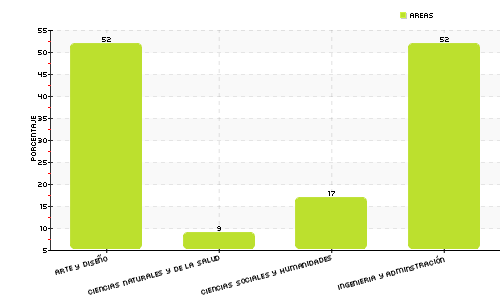 AREAS
PORCENTAJE
55
50
45
40
35
30
25
20
15
10
5
52
9
17
52
ARTE y DISEÑO
CIENCIAS NATURALES y DE LA SALUD
CIENCIAS SOCIALES y HUMANIDADES
INGENIERIA y ADMINSTRACIÓN